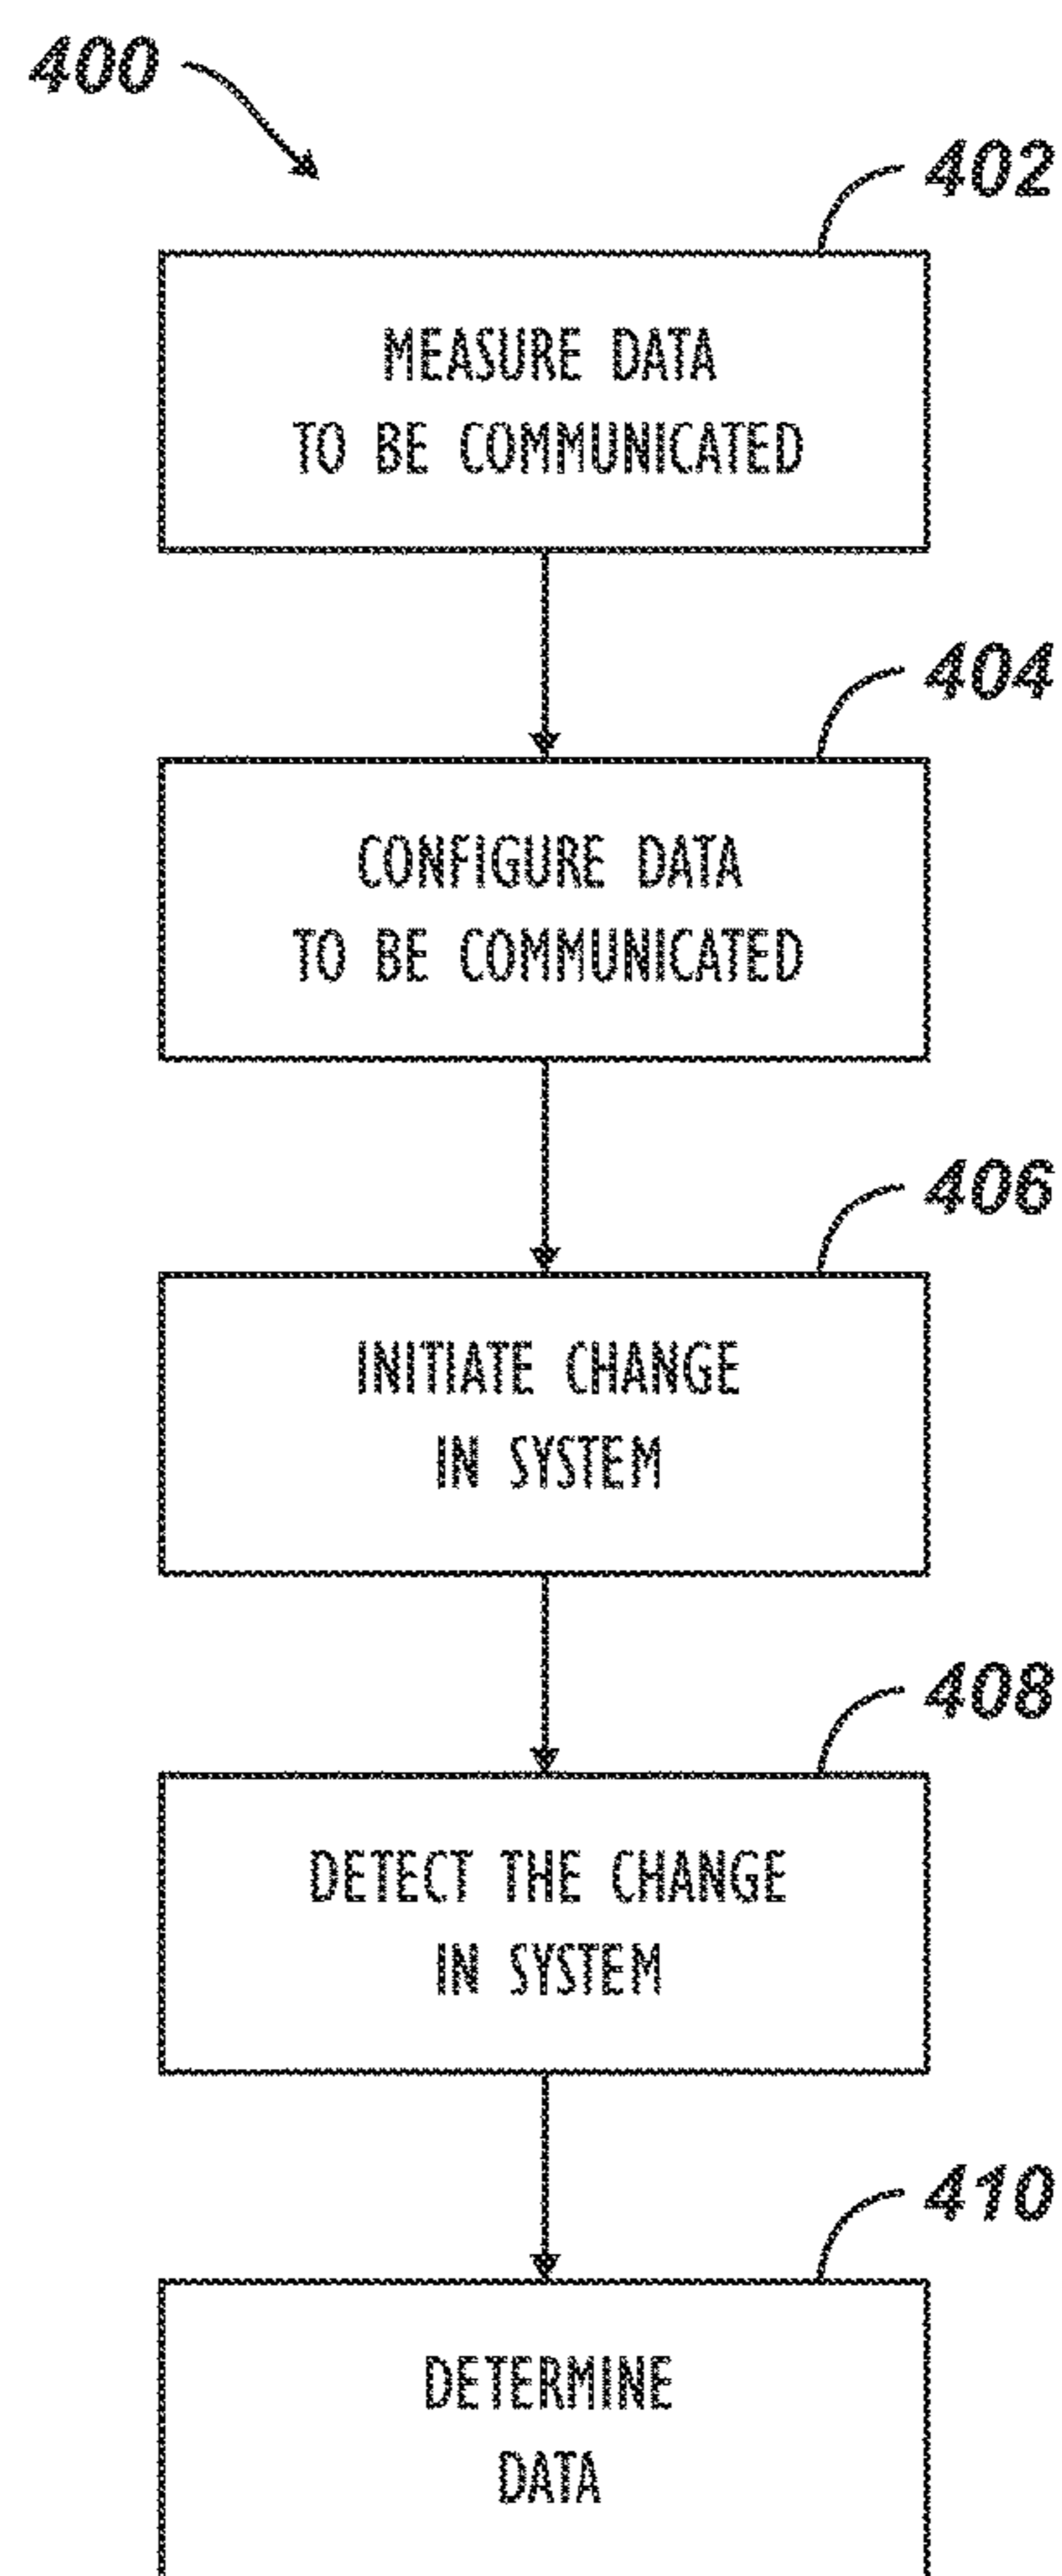 400
402
MEASURE DATA
TO BE COMMUNICATED
404
CONFIGURE DATA
TO BE COMMUNICATED
406
INITIATE CHANGE
IN SYSTEM
408
DETECT THE CHANGE
IN SYSTEM
410
DETERMINE
DATA